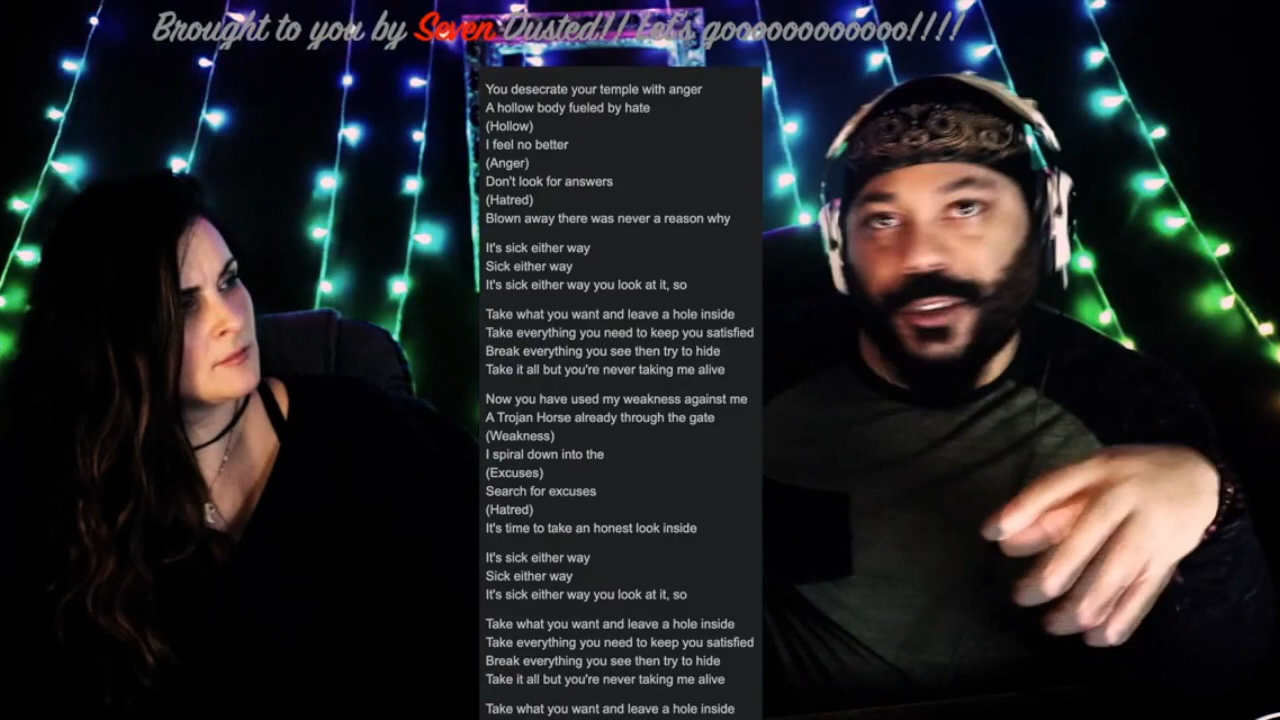 Brought to you by Seven Dusted!! Let's gooooooooooo!!!!
You desecrate your temple with anger
A hollow body fueled by hate
(Hollow)
I feel no better
(Anger)
Don't look for answers
(Hatred)
Blown away there was never a reason why
It's sick either way
Sick either way
It's sick either way you look at it, so
Take what you want and leave a hole inside
Take everything you need to keep you satisfied
Break everything you see then try to hide
Take it all but you're never taking me alive
Now you have used my weakness against me
A Trojan Horse already through the gate
(Weakness)
I spiral down into the
(Excuses)
Search for excuses
(Hatred)
It's time to take an honest look inside
It's sick either way
Sick either way
It's sick either way you look at it, so
Take what you want and leave a hole inside
Take everything you need to keep you satisfied
Break everything you see then try to hide
Take it all but you're never taking me alive
Take what you want and leave a hole inside